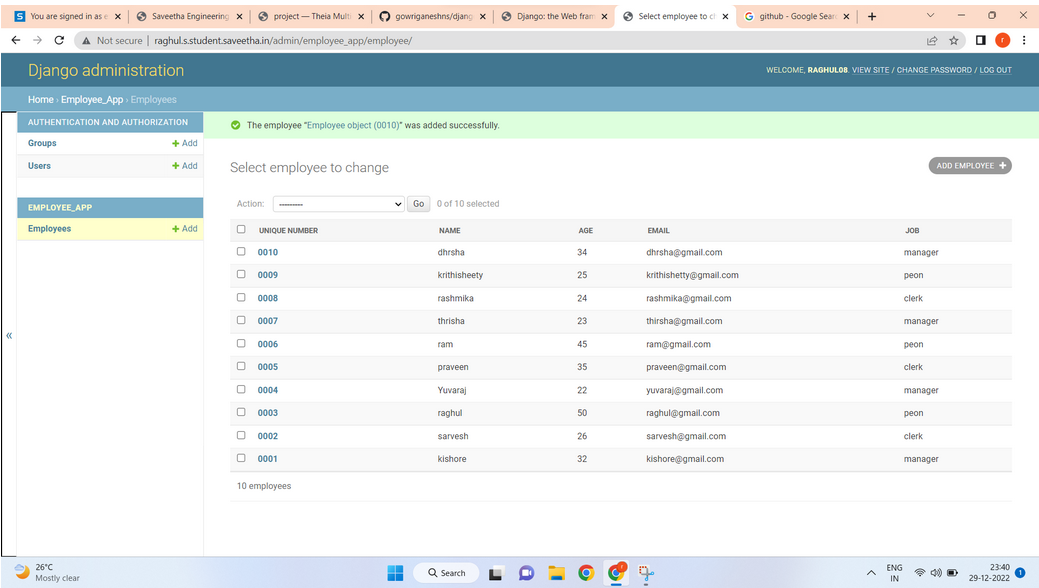 You are signed in as e
Saveetha Engineering
project — Theia Mult
gowriganeshns/djang
Django: the Web fram
Select employee to ch
github - Google Sear
Not secure | raghul.s.student.saveetha.in/admin/employee_app/employee/
r
Django administration
WELCOME, RAGHUL08. VIEW SITE / CHANGE PASSWORD / LOG OUT
Home › Employee_App › Employees
AUTHENTICATION AND AUTHORIZATION
Groups + Add
Users + Add
EMPLOYEE_APP
Employees + Add
«
The employee “Employee object (0010)” was added successfully.
Select employee to change
ADD EMPLOYEE +
Action: --------- Go 0 of 10 selected
UNIQUE NUMBER NAME AGE EMAIL JOB
0010 dhrsha 34 dhrsha@gmail.com manager
0009 krithisheety 25 krithishetty@gmail.com peon
0008 rashmika 24 rashmika@gmail.com clerk
0007 thrisha 23 thirsha@gmail.com manager
0006 ram 45 ram@gmail.com peon
0005 praveen 35 praveen@gmail.com clerk
0004 Yuvaraj 22 yuvaraj@gmail.com manager
0003 raghul 50 raghul@gmail.com peon
0002 sarvesh 26 sarvesh@gmail.com clerk
0001 kishore 32 kishore@gmail.com manager
10 employees
26°C
Mostly clear
Search
ENG
IN
23:40
29-12-2022
1